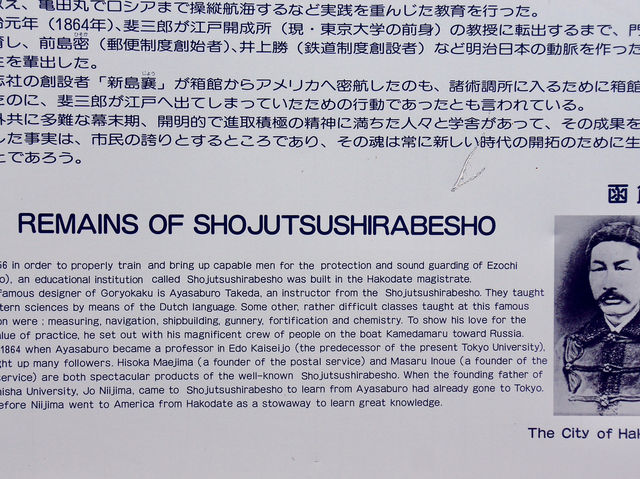 亀田丸でロシアまで操縦航海するなど実践を重んじた教育を行った。
元年（1864年）、斐三郎が江戸開成所（現・東京大学の前身）の教授に転出するまで、門
し、前島密（郵便制度創始者）、井上勝（鉄道制度創設者）など明治日本の動脈を作った
を輩出した。
社の創設者「新島襄」が箱館からアメリカへ密航したのも、諸術調所に入るために箱館
のに、斐三郎が江戸へ出てしまっていたための行動であったとも言われている。
共に多難な幕末期、開明的で進取積極の精神に満ちた人々と学舎があって、その成果を
した事実は、市民の誇りとするところであり、その魂は常に新しい時代の開拓のために生
とであろう。
函
REMAINS OF SHOJUTSUSHIRABESHO
56 in order to properly train and bring up capable men for the protection and sound guarding of Ezochi
o), an educational institution called Shojutsushirabesho was built in the Hakodate magistrate.
famous designer of Goryokaku is Ayasaburo Takeda, an instructor from the Shojutsushirabesho. They taught
tern sciences by means of the Dutch language. Some other, rather difficult classes taught at this famous
on were ; measuring, navigation, shipbuilding, gunnery, fortification and chemistry. To show his love for the
alue of practice, he set out with his magnificent crew of people on the boat Kamedamaru toward Russia.
1864 when Ayasaburo became a professor in Edo Kaiseijo (the predecessor of the present Tokyo University),
ght up many followers. Hisoka Maejima (a founder of the postal service) and Masaru Inoue (a founder of the
service) are both spectacular products of the well-known Shojutsushirabesho. When the founding father of
hisha University, Jo Niijima, came to Shojutsushirabesho to learn from Ayasaburo had already gone to Tokyo.
efore Niijima went to America from Hakodate as a stowaway to learn great knowledge.
The City of Hak